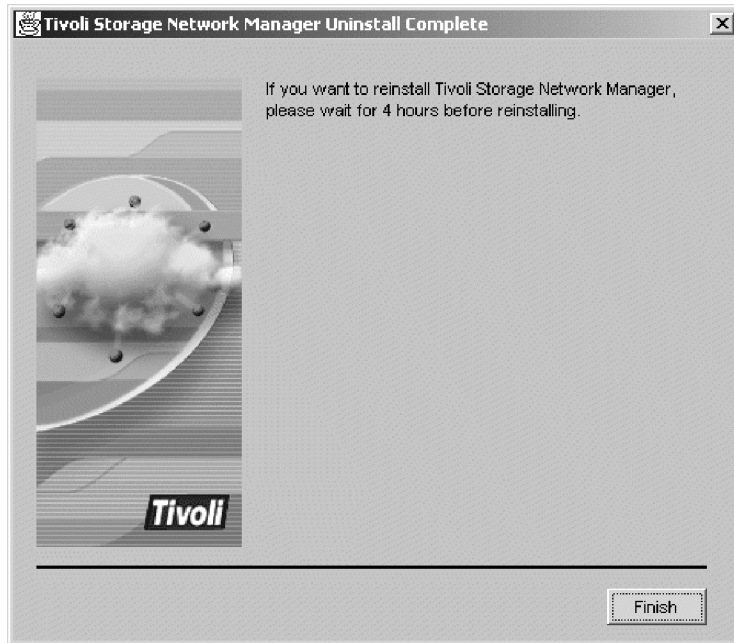 Tivoli Storage Network Manager Uninstall Complete
If you want to reinstall Tivoli Storage Network Manager,
please wait for 4 hours before reinstalling.
Tivoli
Finish